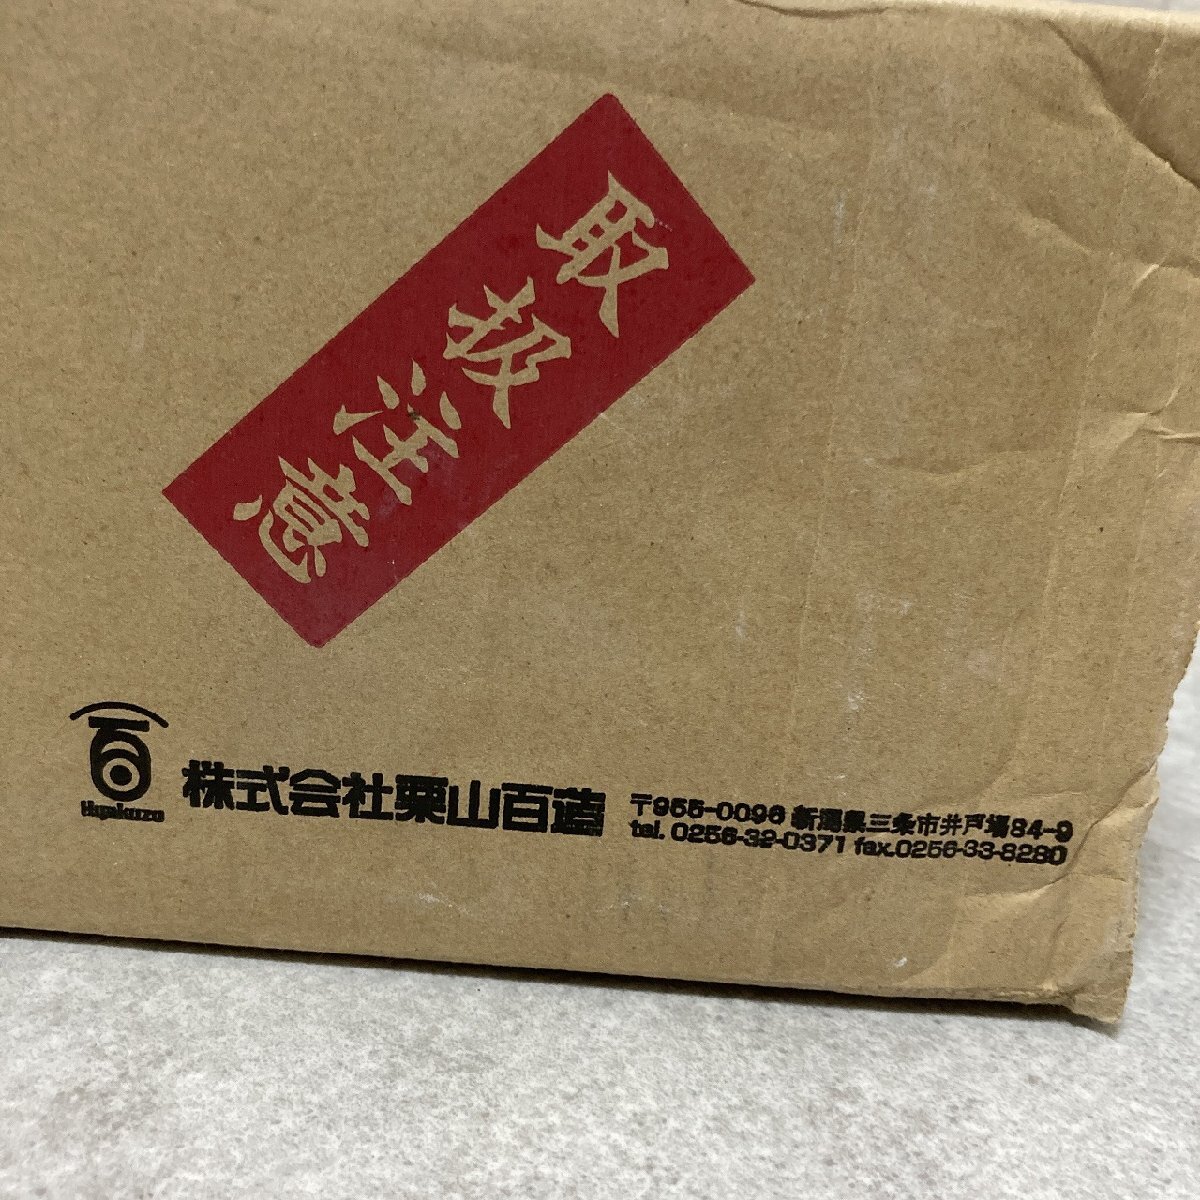 取扱注意
百
株式会社栗山百造
〒955-0096 新潟県三条市井戸場84-9
tel. 0256-32-0371 fax.0256-33-8280